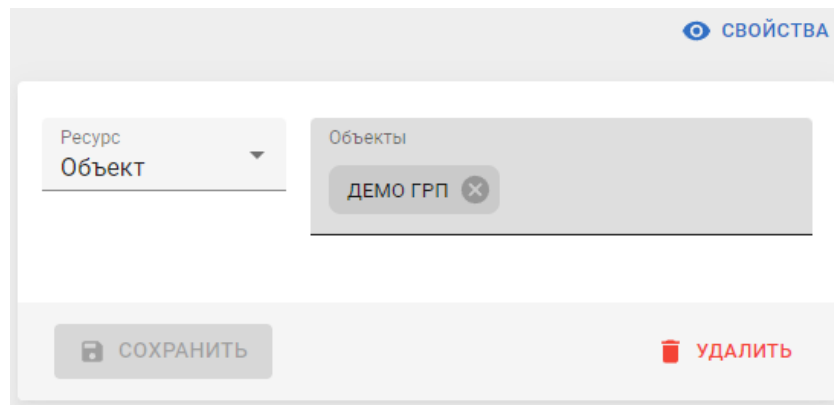 СВОЙСТВА
Ресурс
Объект
Объекты
ДЕМО ГРП
СОХРАНИТЬ
УДАЛИТЬ